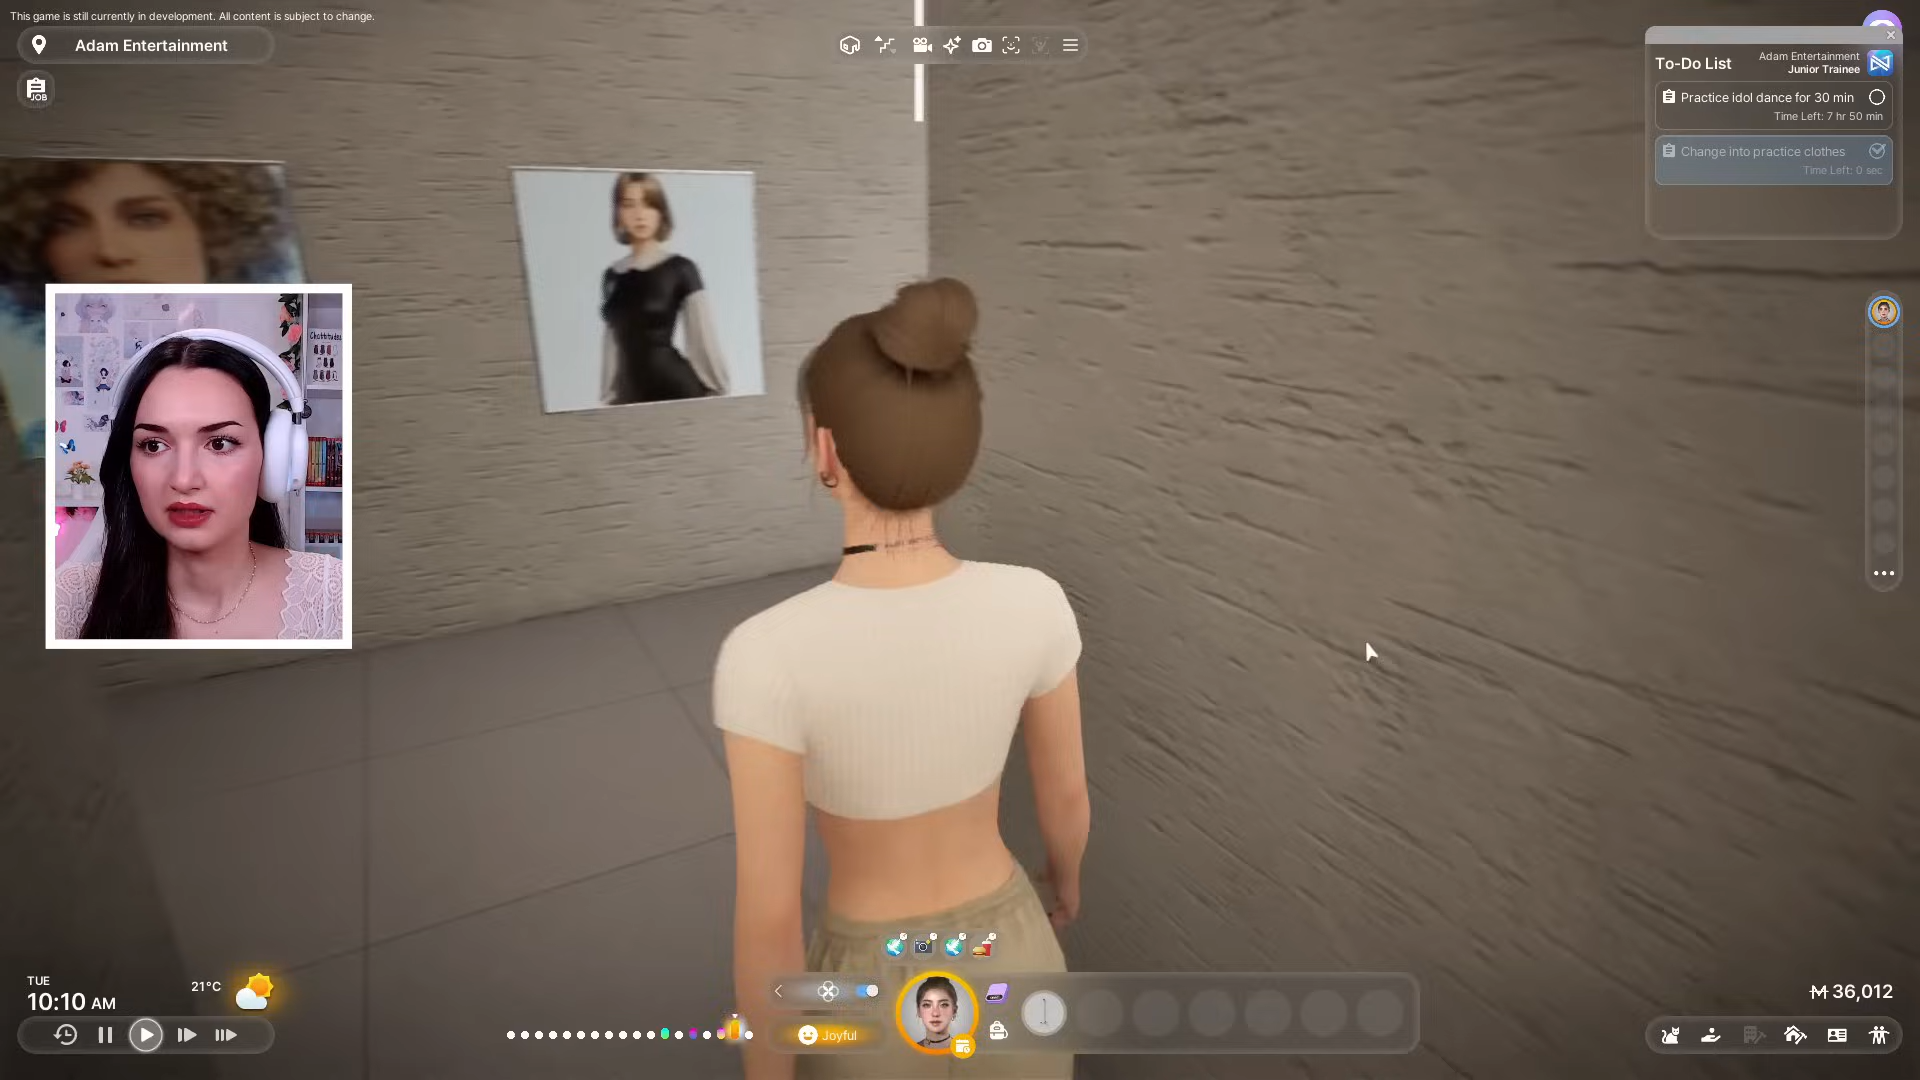 This game is still currently in development. All content is subject to change.
Adam Entertainment
JOB
To-Do List
Adam Entertainment
Junior Trainee
Practice idol dance for 30 min
Time Left: 7 hr 50 min
Change into practice clothes
Time Left: 0 sec
TUE
10:10 AM
21°C
Joyful
36,012